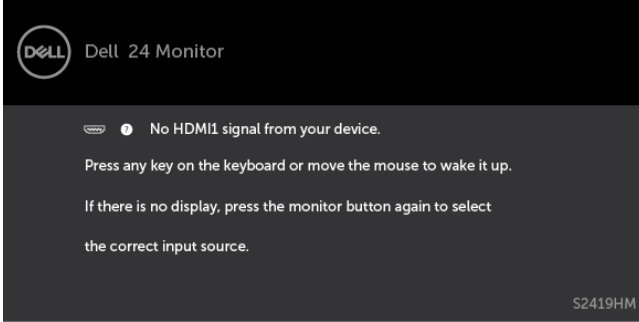 DELL
Dell 24 Monitor
? No HDMI1 signal from your device.
Press any key on the keyboard or move the mouse to wake it up.
If there is no display, press the monitor button again to select
the correct input source.
S2419HM